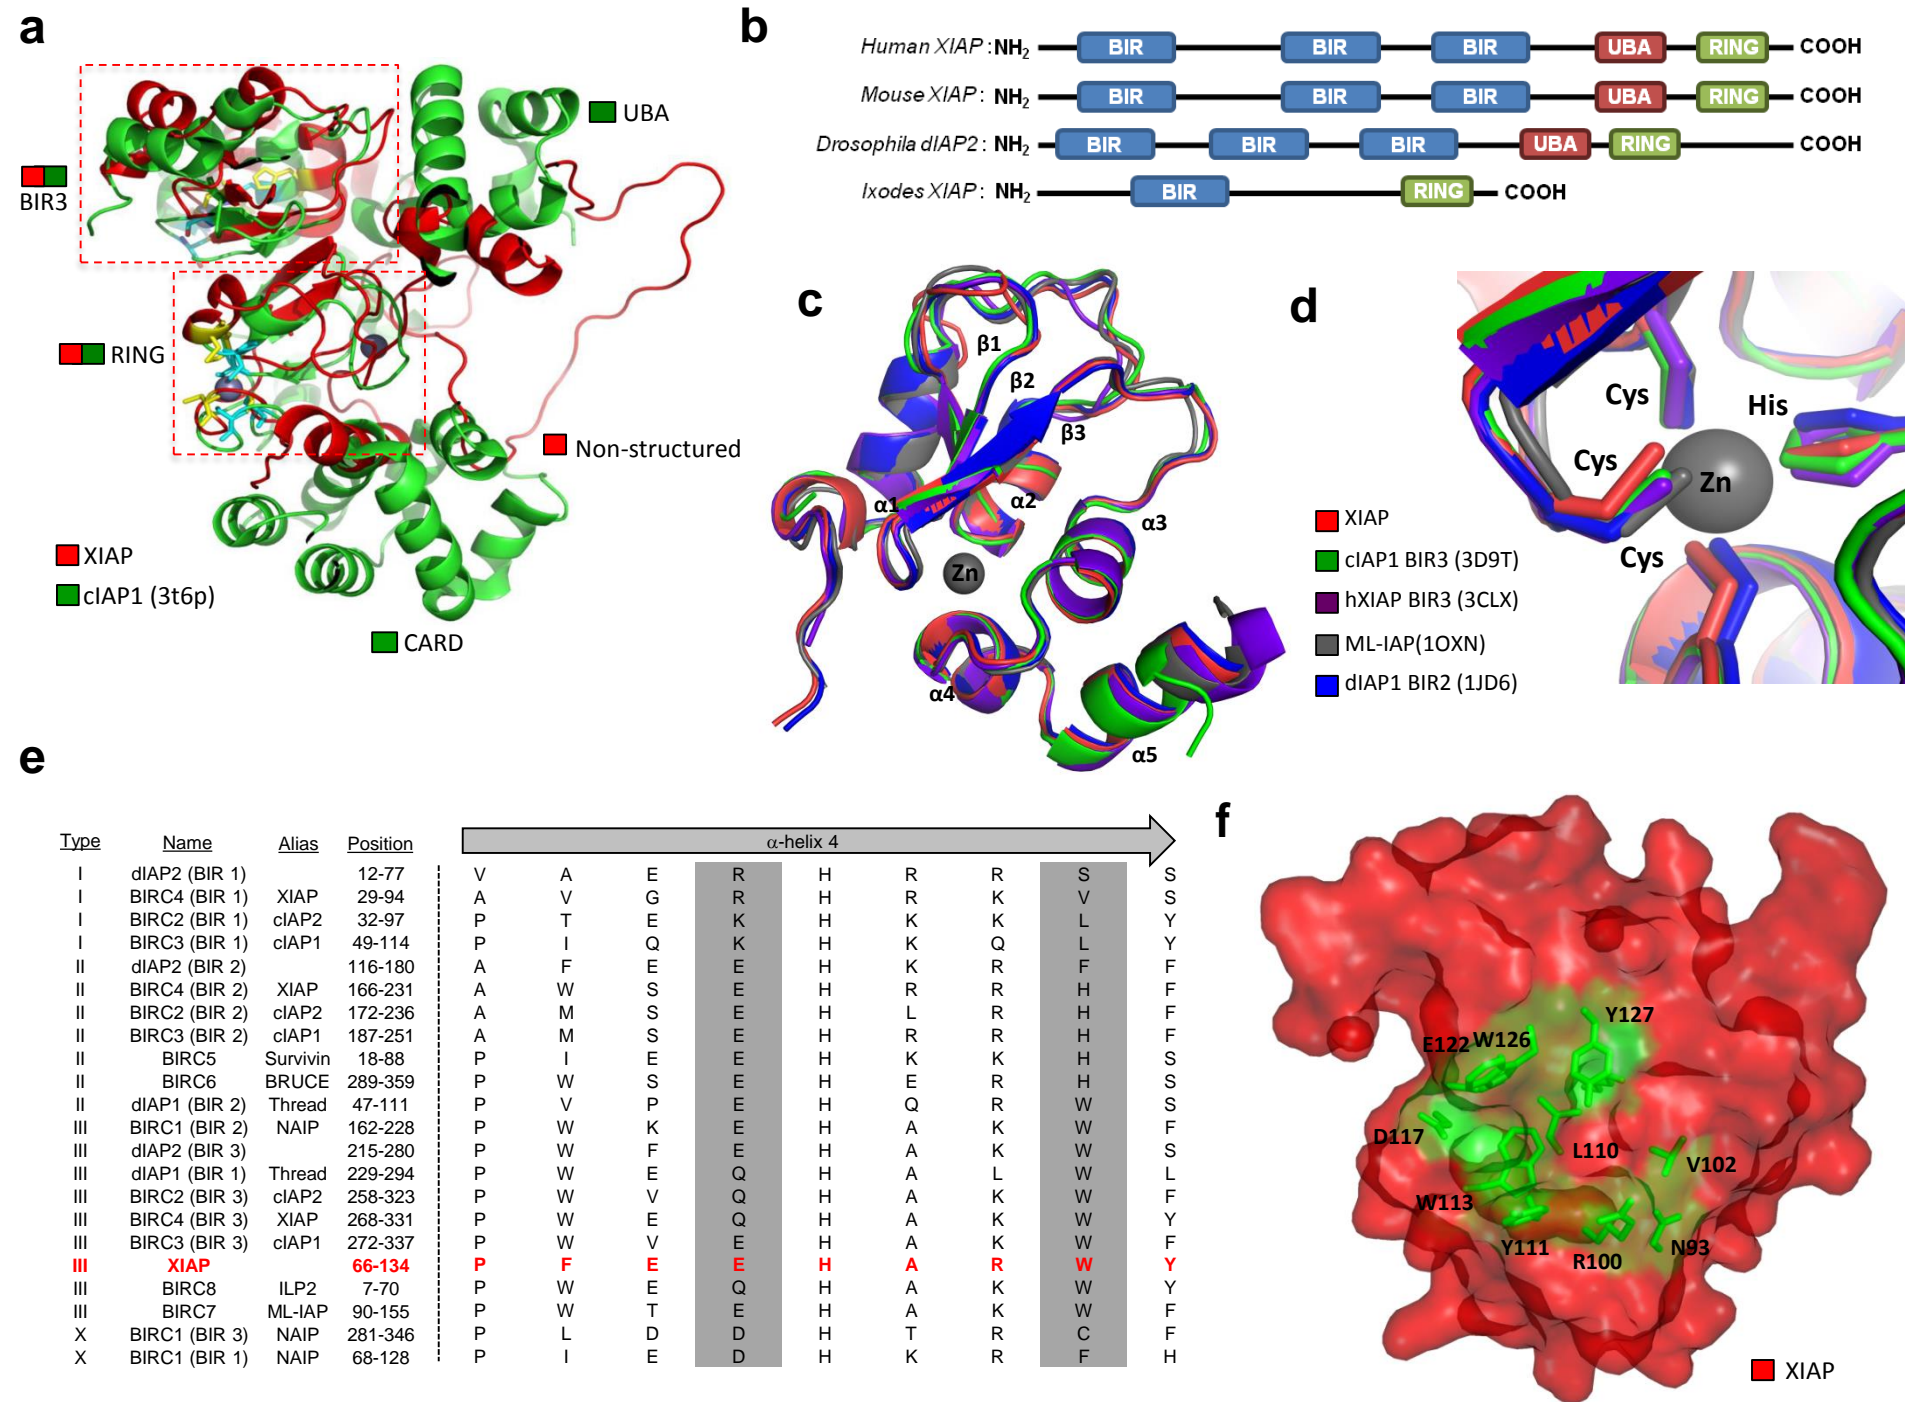 a
UBA
BIR3
RING
Non-structured
XIAP
cIAP1 (3t6p)
CARD
b
Human XIAP : NH2 BIR BIR BIR UBA RING COOH
Mouse XIAP : NH2 BIR BIR BIR UBA RING COOH
Drosophila dIAP2 : NH2 BIR BIR BIR UBA RING COOH
Ixodes XIAP : NH2 BIR RING COOH
c
β1
β2
β3
α1
α2
α3
Zn
α4
α5
d
Cys
His
Cys
Zn
Cys
XIAP
cIAP1 BIR3 (3D9T)
hXIAP BIR3 (3CLX)
ML-IAP(1OXN)
dIAP1 BIR2 (1JD6)
e
Type Name Alias Position α-helix 4
I dIAP2 (BIR 1) 12-77 V A E R H R R S S
I BIRC4 (BIR 1) XIAP 29-94 A V G R H R K V S
I BIRC2 (BIR 1) cIAP2 32-97 P T E K H K K L Y
I BIRC3 (BIR 1) cIAP1 49-114 P I Q K H K Q L Y
II dIAP2 (BIR 2) 116-180 A F E E H K R F F
II BIRC4 (BIR 2) XIAP 166-231 A W S E H R R H F
II BIRC2 (BIR 2) cIAP2 172-236 A M S E H L R H F
II BIRC3 (BIR 2) cIAP1 187-251 A M S E H R R H F
II BIRC5 Survivin 18-88 P I E E H K K H S
II BIRC6 BRUCE 289-359 P W S E H E R H S
II dIAP1 (BIR 2) Thread 47-111 P V P E H Q R W S
III BIRC1 (BIR 2) NAIP 162-228 P W K E H A K W F
III dIAP2 (BIR 3) 215-280 P W F E H A K W S
III dIAP1 (BIR 1) Thread 229-294 P W E Q H A L W L
III BIRC2 (BIR 3) cIAP2 258-323 P W V Q H A K W F
III BIRC4 (BIR 3) XIAP 268-331 P W E Q H A K W Y
III BIRC3 (BIR 3) cIAP1 272-337 P W V E H A K W F
III XIAP 66-134 P F E E H A R W Y
III BIRC8 ILP2 7-70 P W E Q H A K W Y
III BIRC7 ML-IAP 90-155 P W T E H A K W F
X BIRC1 (BIR 3) NAIP 281-346 P L D D H T R C F
X BIRC1 (BIR 1) NAIP 68-128 P I E D H K R F H
f
Y127
E122 W126
D117
L110
V102
W113
Y111
R100
N93
XIAP